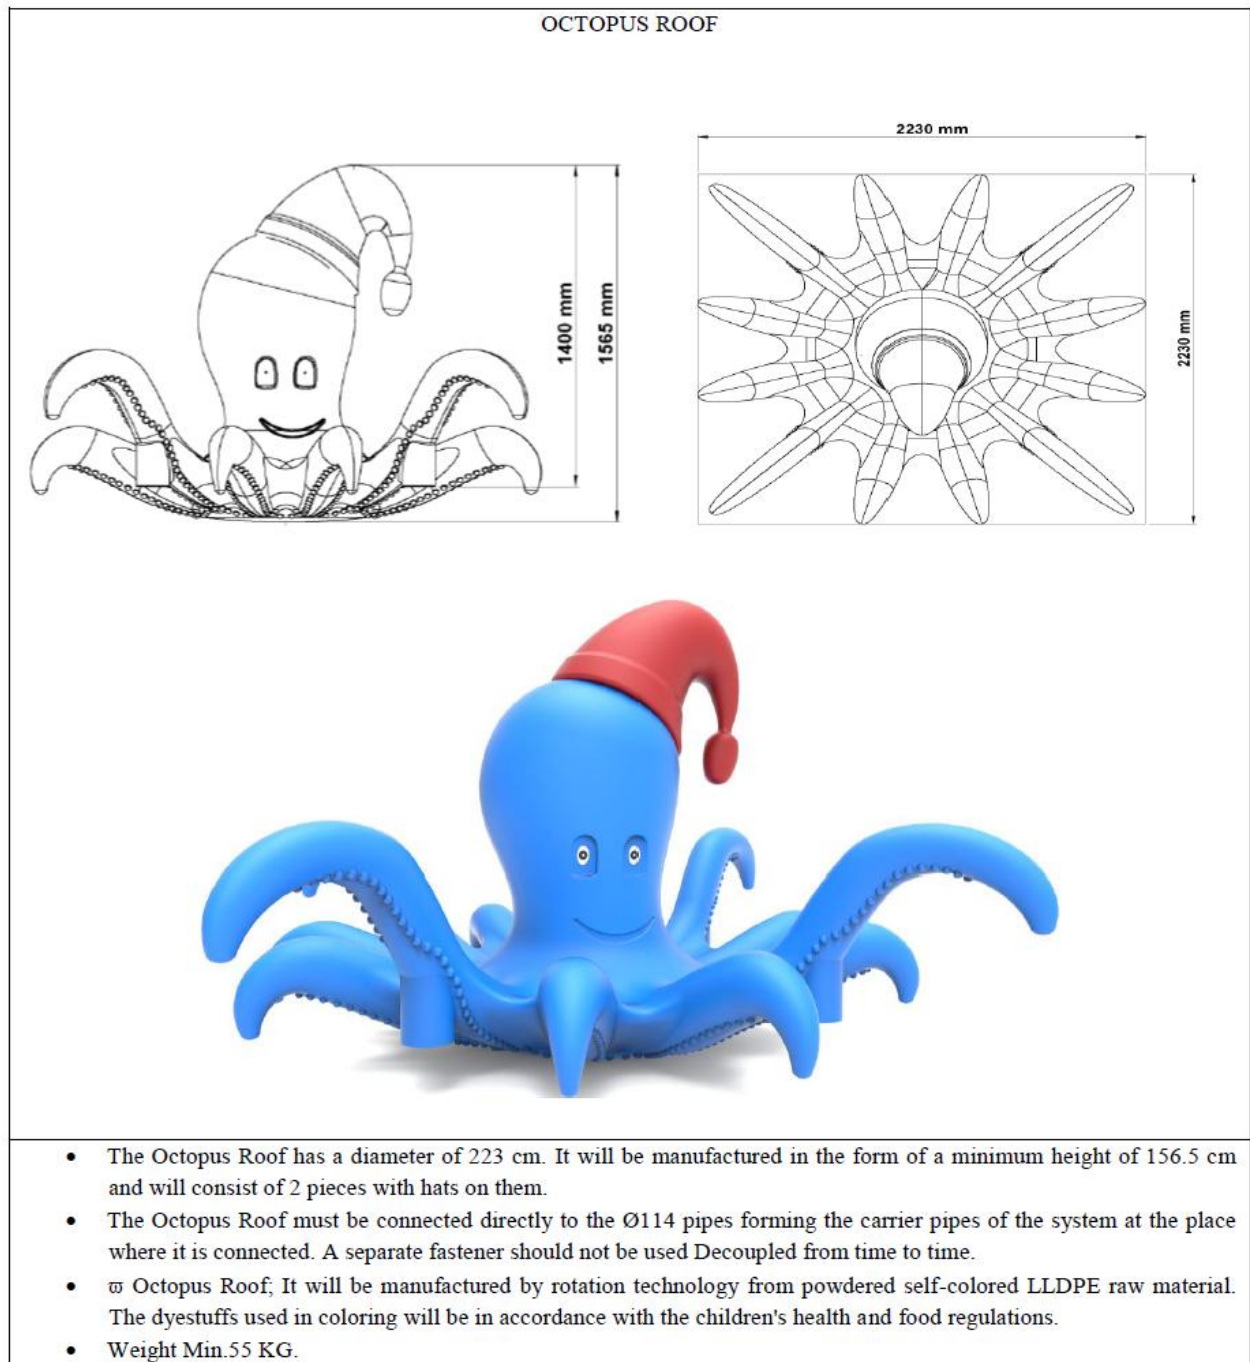 OCTOPUS ROOF
2230 mm
1400 mm
1565 mm
2230 mm
• The Octopus Roof has a diameter of 223 cm. It will be manufactured in the form of a minimum height of 156.5 cm
and will consist of 2 pieces with hats on them.
• The Octopus Roof must be connected directly to the Ø114 pipes forming the carrier pipes of the system at the place
where it is connected. A separate fastener should not be used Decoupled from time to time.
• ϖ Octopus Roof; It will be manufactured by rotation technology from powdered self-colored LLDPE raw material.
The dyestuffs used in coloring will be in accordance with the children's health and food regulations.
• Weight Min.55 KG.